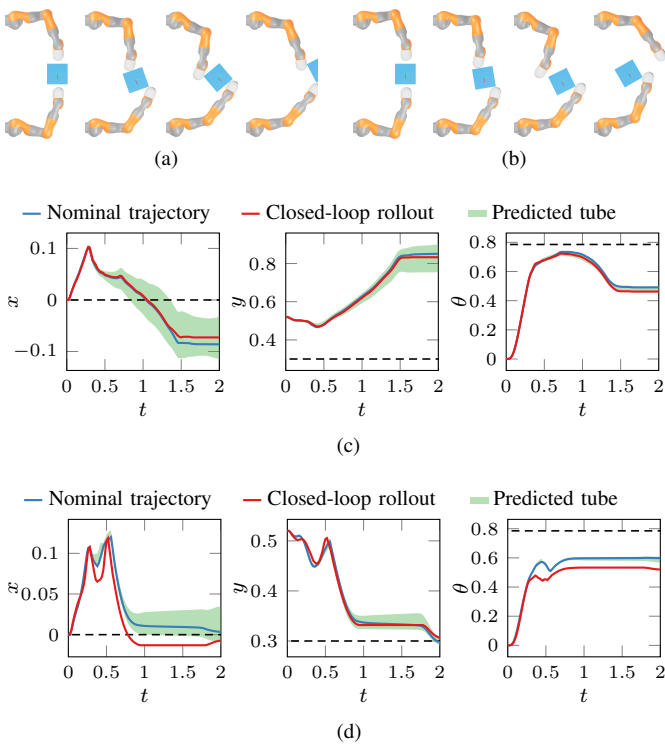 (a) (b)
Nominal trajectory Closed-loop rollout Predicted tube
0.1
0
−0.1
x
0 0.5 1 1.5 2
t
0.8
0.6
0.4
y
0 0.5 1 1.5 2
t
0.8
0.6
0.4
0.2
0
θ
0 0.5 1 1.5 2
t
(c)
Nominal trajectory Closed-loop rollout Predicted tube
0.1
0.05
0
x
0 0.5 1 1.5 2
t
0.5
0.4
0.3
y
0 0.5 1 1.5 2
t
0.8
0.6
0.4
0.2
0
θ
0 0.5 1 1.5 2
t
(d)